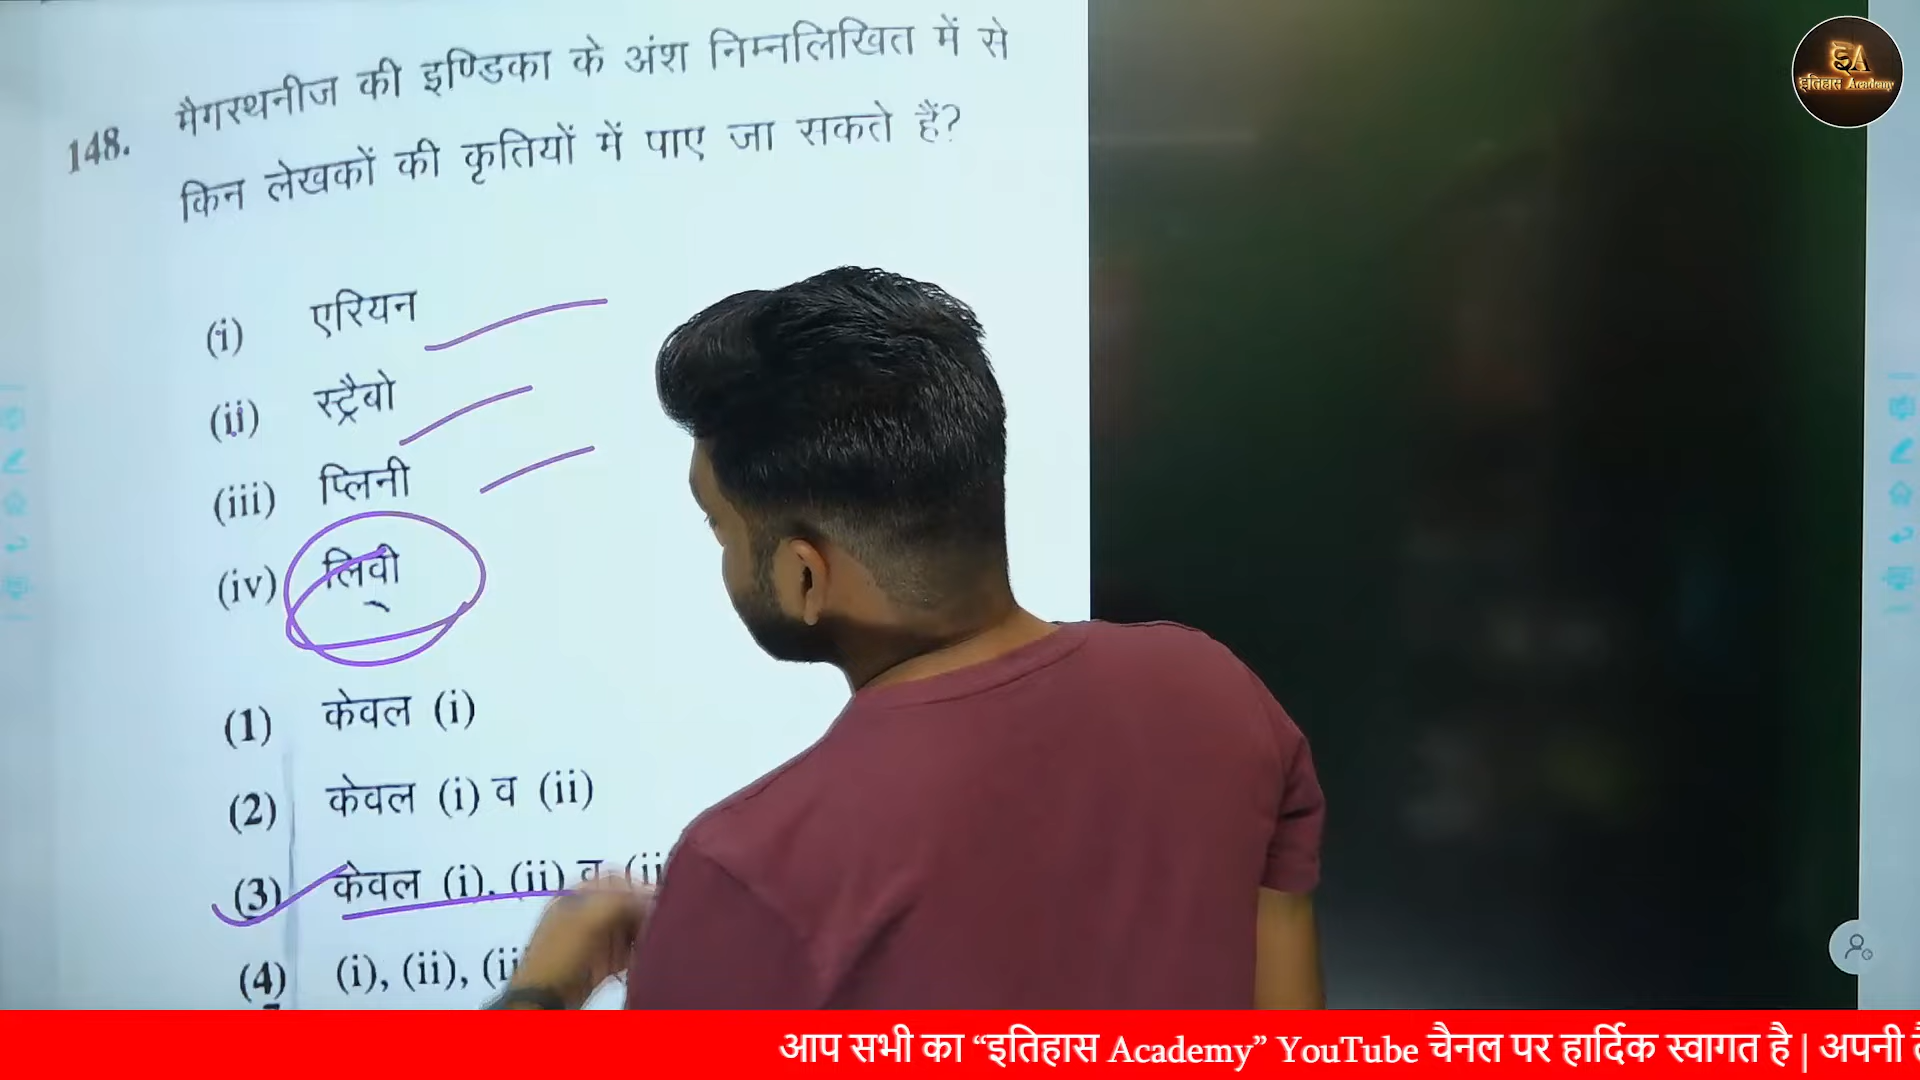 148. मैगस्थनीज की इण्डिका के अंश निम्नलिखित में से
किन लेखकों की कृतियों में पाए जा सकते हैं?
(i) एरियन
(ii) स्ट्रैबो
(iii) प्लिनी
(iv) लिवी
(1) केवल (i)
(2) केवल (i) व (ii)
(3) केवल (i), (ii) व
(4) (i), (ii),
इतिहास Academy
आप सभी का “इतिहास Academy” YouTube चैनल पर हार्दिक स्वागत है | अपनी